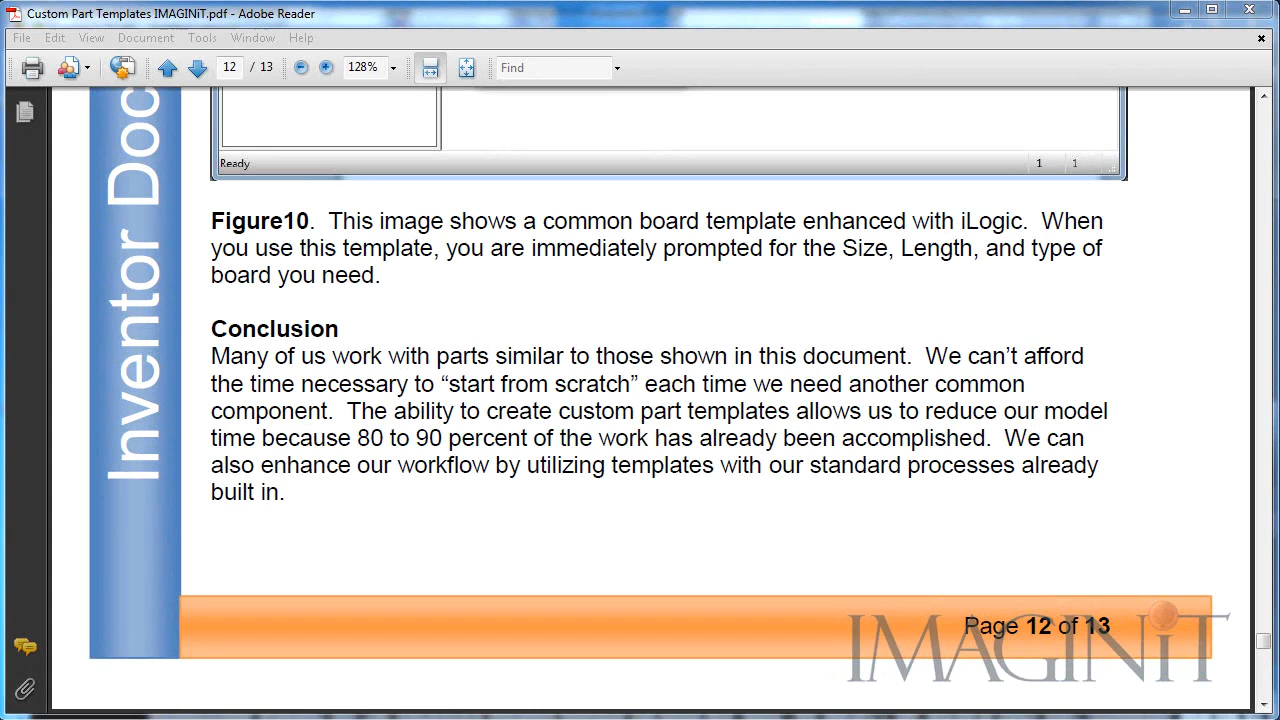 Custom Part Templates IMAGINiT.pdf - Adobe Reader
File Edit View Document Tools Window Help
12 / 13 128% Find
Inventor Doc
Ready 1 1
Figure10. This image shows a common board template enhanced with iLogic. When
you use this template, you are immediately prompted for the Size, Length, and type of
board you need.
Conclusion
Many of us work with parts similar to those shown in this document. We can’t afford
the time necessary to “start from scratch” each time we need another common
component. The ability to create custom part templates allows us to reduce our model
time because 80 to 90 percent of the work has already been accomplished. We can
also enhance our workflow by utilizing templates with our standard processes already
built in.
Page 12 of 13
IMAGINiT